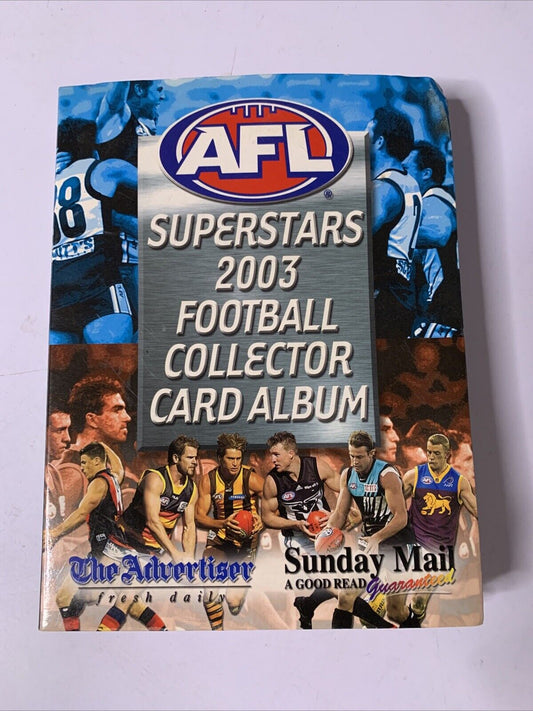 AFL
®
SUPERSTARS
2003
FOOTBALL
COLLECTOR
CARD ALBUM
The Advertiser
fresh daily
Sunday Mail
A GOOD READ Guaranteed